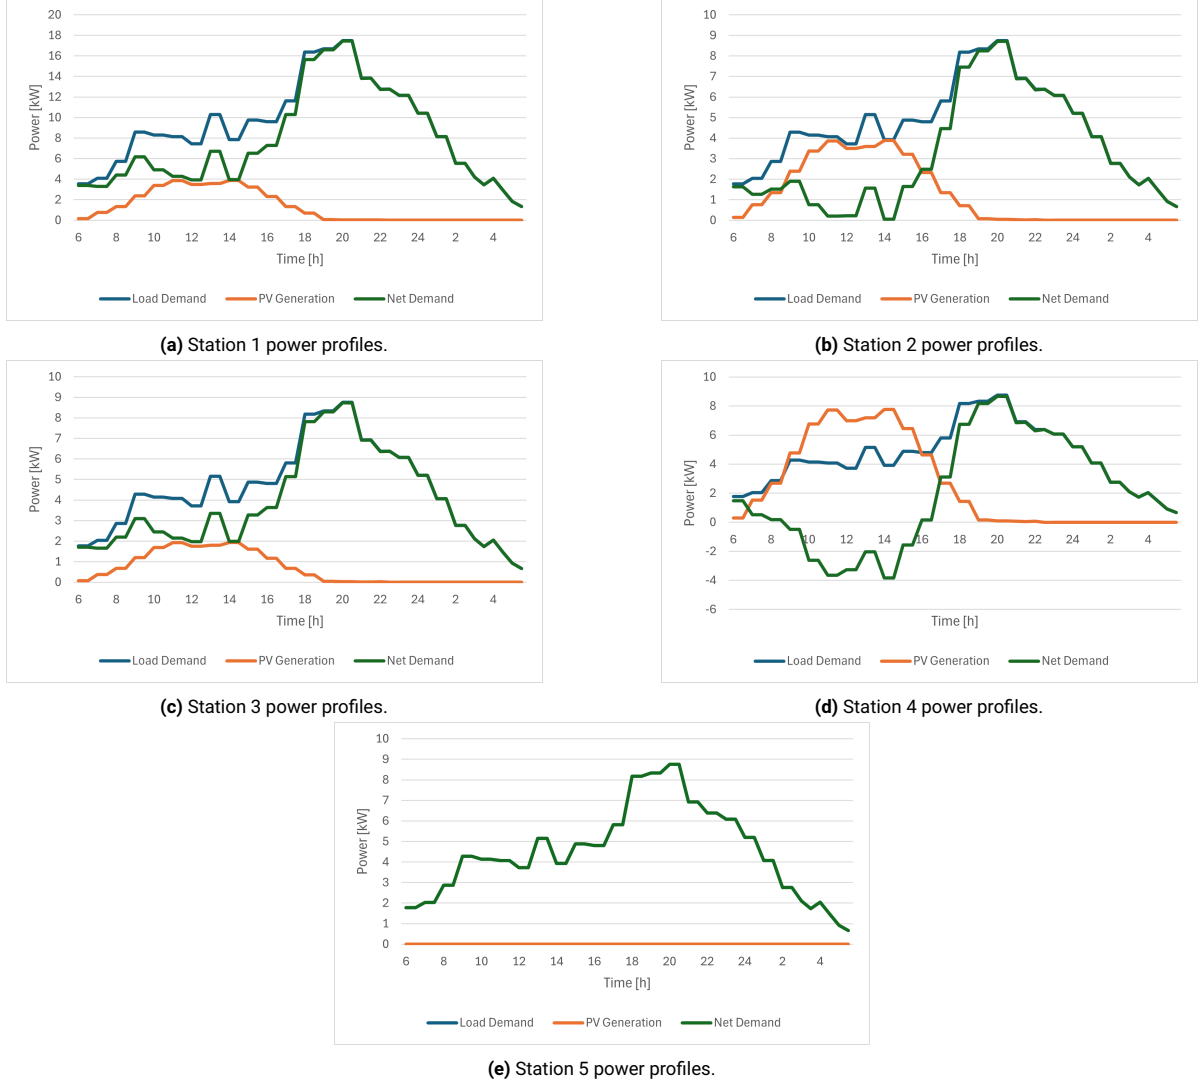 20
18
16
14
12
10
8
6
4
2
0
Power [kW]
6 8 10 12 14 16 18 20 22 24 2 4
Time [h]
Load Demand PV Generation Net Demand
(a) Station 1 power profiles.
10
9
8
7
6
5
4
3
2
1
0
Power [kW]
6 8 10 12 14 16 18 20 22 24 2 4
Time [h]
Load Demand PV Generation Net Demand
(b) Station 2 power profiles.
10
9
8
7
6
5
4
3
2
1
0
Power [kW]
6 8 10 12 14 16 18 20 22 24 2 4
Time [h]
Load Demand PV Generation Net Demand
(c) Station 3 power profiles.
10
8
6
4
2
0
-2
-4
-6
Power [kW]
6 8 10 12 14 16 18 20 22 24 2 4
Time [h]
Load Demand PV Generation Net Demand
(d) Station 4 power profiles.
10
9
8
7
6
5
4
3
2
1
0
Power [kW]
6 8 10 12 14 16 18 20 22 24 2 4
Time [h]
Load Demand PV Generation Net Demand
(e) Station 5 power profiles.